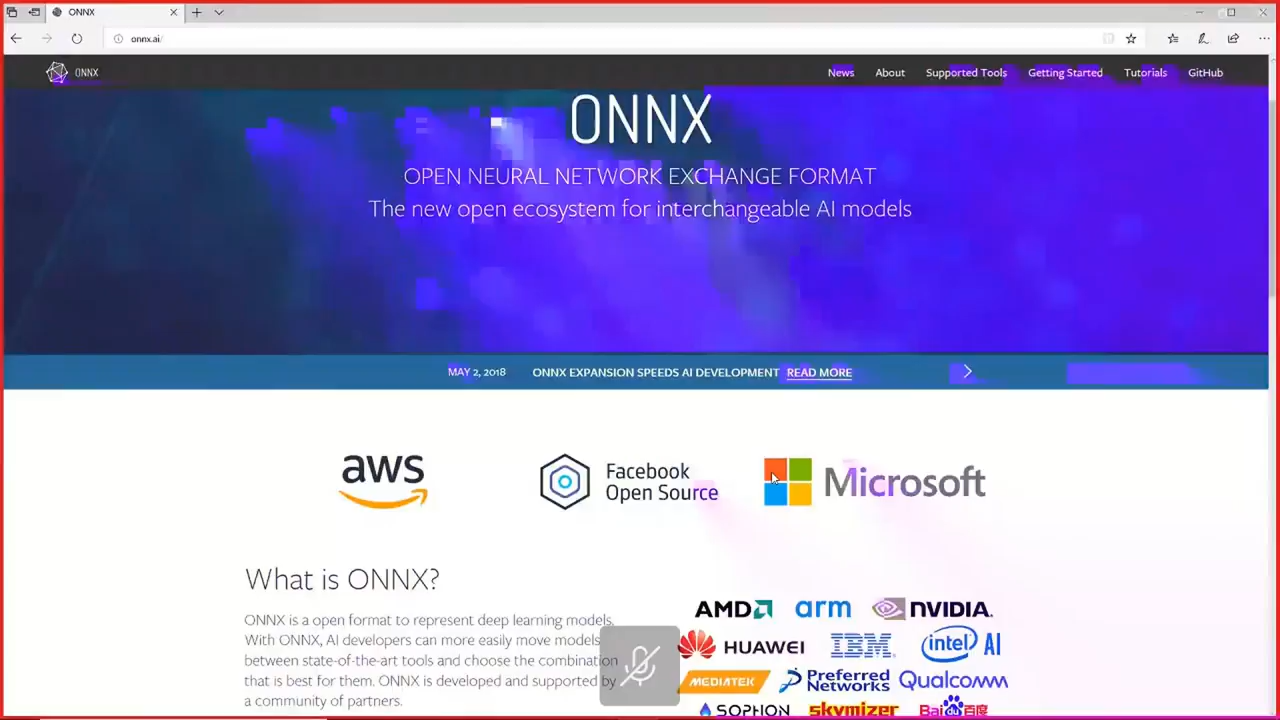 ONNX
onnx.ai/
ONNX
News About Supported Tools Getting Started Tutorials GitHub
ONNX
OPEN NEURAL NETWORK EXCHANGE FORMAT
The new open ecosystem for interchangeable AI models
MAY 2, 2018 ONNX EXPANSION SPEEDS AI DEVELOPMENT READ MORE
aws
Facebook
Open Source
Microsoft
What is ONNX?
ONNX is a open format to represent deep learning models.
With ONNX, AI developers can more easily move models
between state-of-the-art tools and choose the combination
that is best for them. ONNX is developed and supported by
a community of partners.
AMD arm NVIDIA.
HUAWEI IBM intel AI
MEDIATEK Preferred Networks Qualcomm
SOPHON skymizer Bai百度